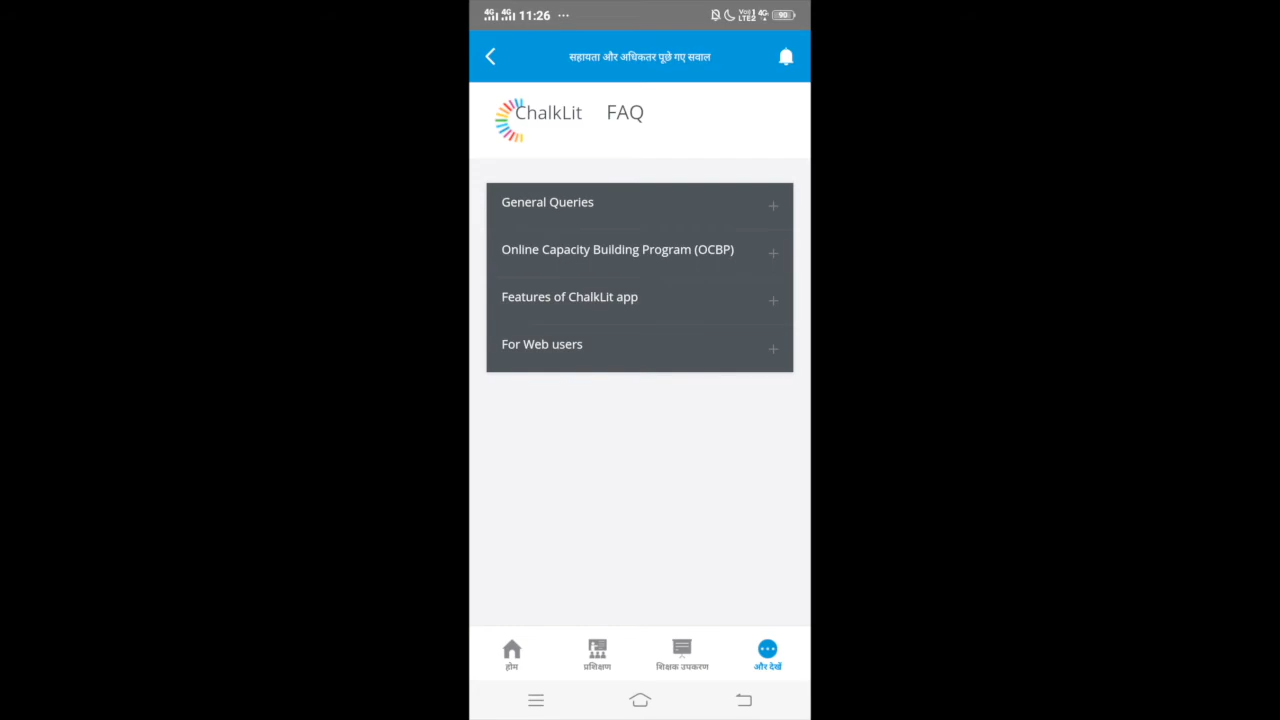 11:26 ··· 90
सहायता और अधिकतर पूछे गए सवाल
ChalkLit FAQ
General Queries
Online Capacity Building Program (OCBP)
Features of ChalkLit app
For Web users
होम प्रशिक्षण शिक्षक उपकरण और देखें